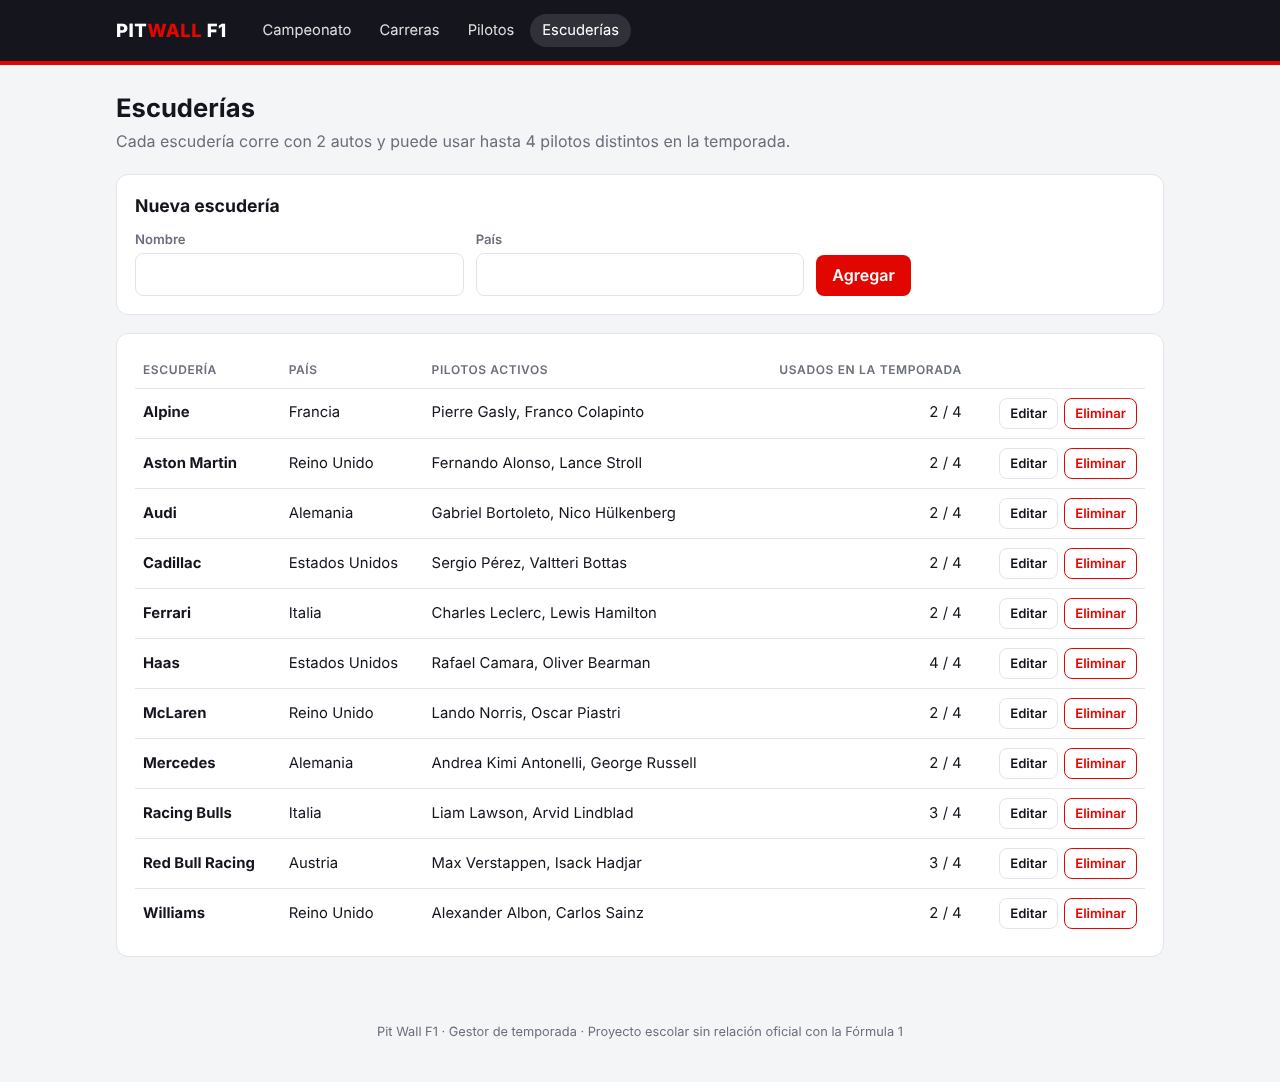 PITWALL F1 Campeonato Carreras Pilotos Escuderías
Escuderías
Cada escudería corre con 2 autos y puede usar hasta 4 pilotos distintos en la temporada.
Nueva escudería
Nombre País
Agregar
ESCUDERÍA PAÍS PILOTOS ACTIVOS USADOS EN LA TEMPORADA
Alpine Francia Pierre Gasly, Franco Colapinto 2 / 4 Editar Eliminar
Aston Martin Reino Unido Fernando Alonso, Lance Stroll 2 / 4 Editar Eliminar
Audi Alemania Gabriel Bortoleto, Nico Hülkenberg 2 / 4 Editar Eliminar
Cadillac Estados Unidos Sergio Pérez, Valtteri Bottas 2 / 4 Editar Eliminar
Ferrari Italia Charles Leclerc, Lewis Hamilton 2 / 4 Editar Eliminar
Haas Estados Unidos Rafael Camara, Oliver Bearman 4 / 4 Editar Eliminar
McLaren Reino Unido Lando Norris, Oscar Piastri 2 / 4 Editar Eliminar
Mercedes Alemania Andrea Kimi Antonelli, George Russell 2 / 4 Editar Eliminar
Racing Bulls Italia Liam Lawson, Arvid Lindblad 3 / 4 Editar Eliminar
Red Bull Racing Austria Max Verstappen, Isack Hadjar 3 / 4 Editar Eliminar
Williams Reino Unido Alexander Albon, Carlos Sainz 2 / 4 Editar Eliminar
Pit Wall F1 · Gestor de temporada · Proyecto escolar sin relación oficial con la Fórmula 1